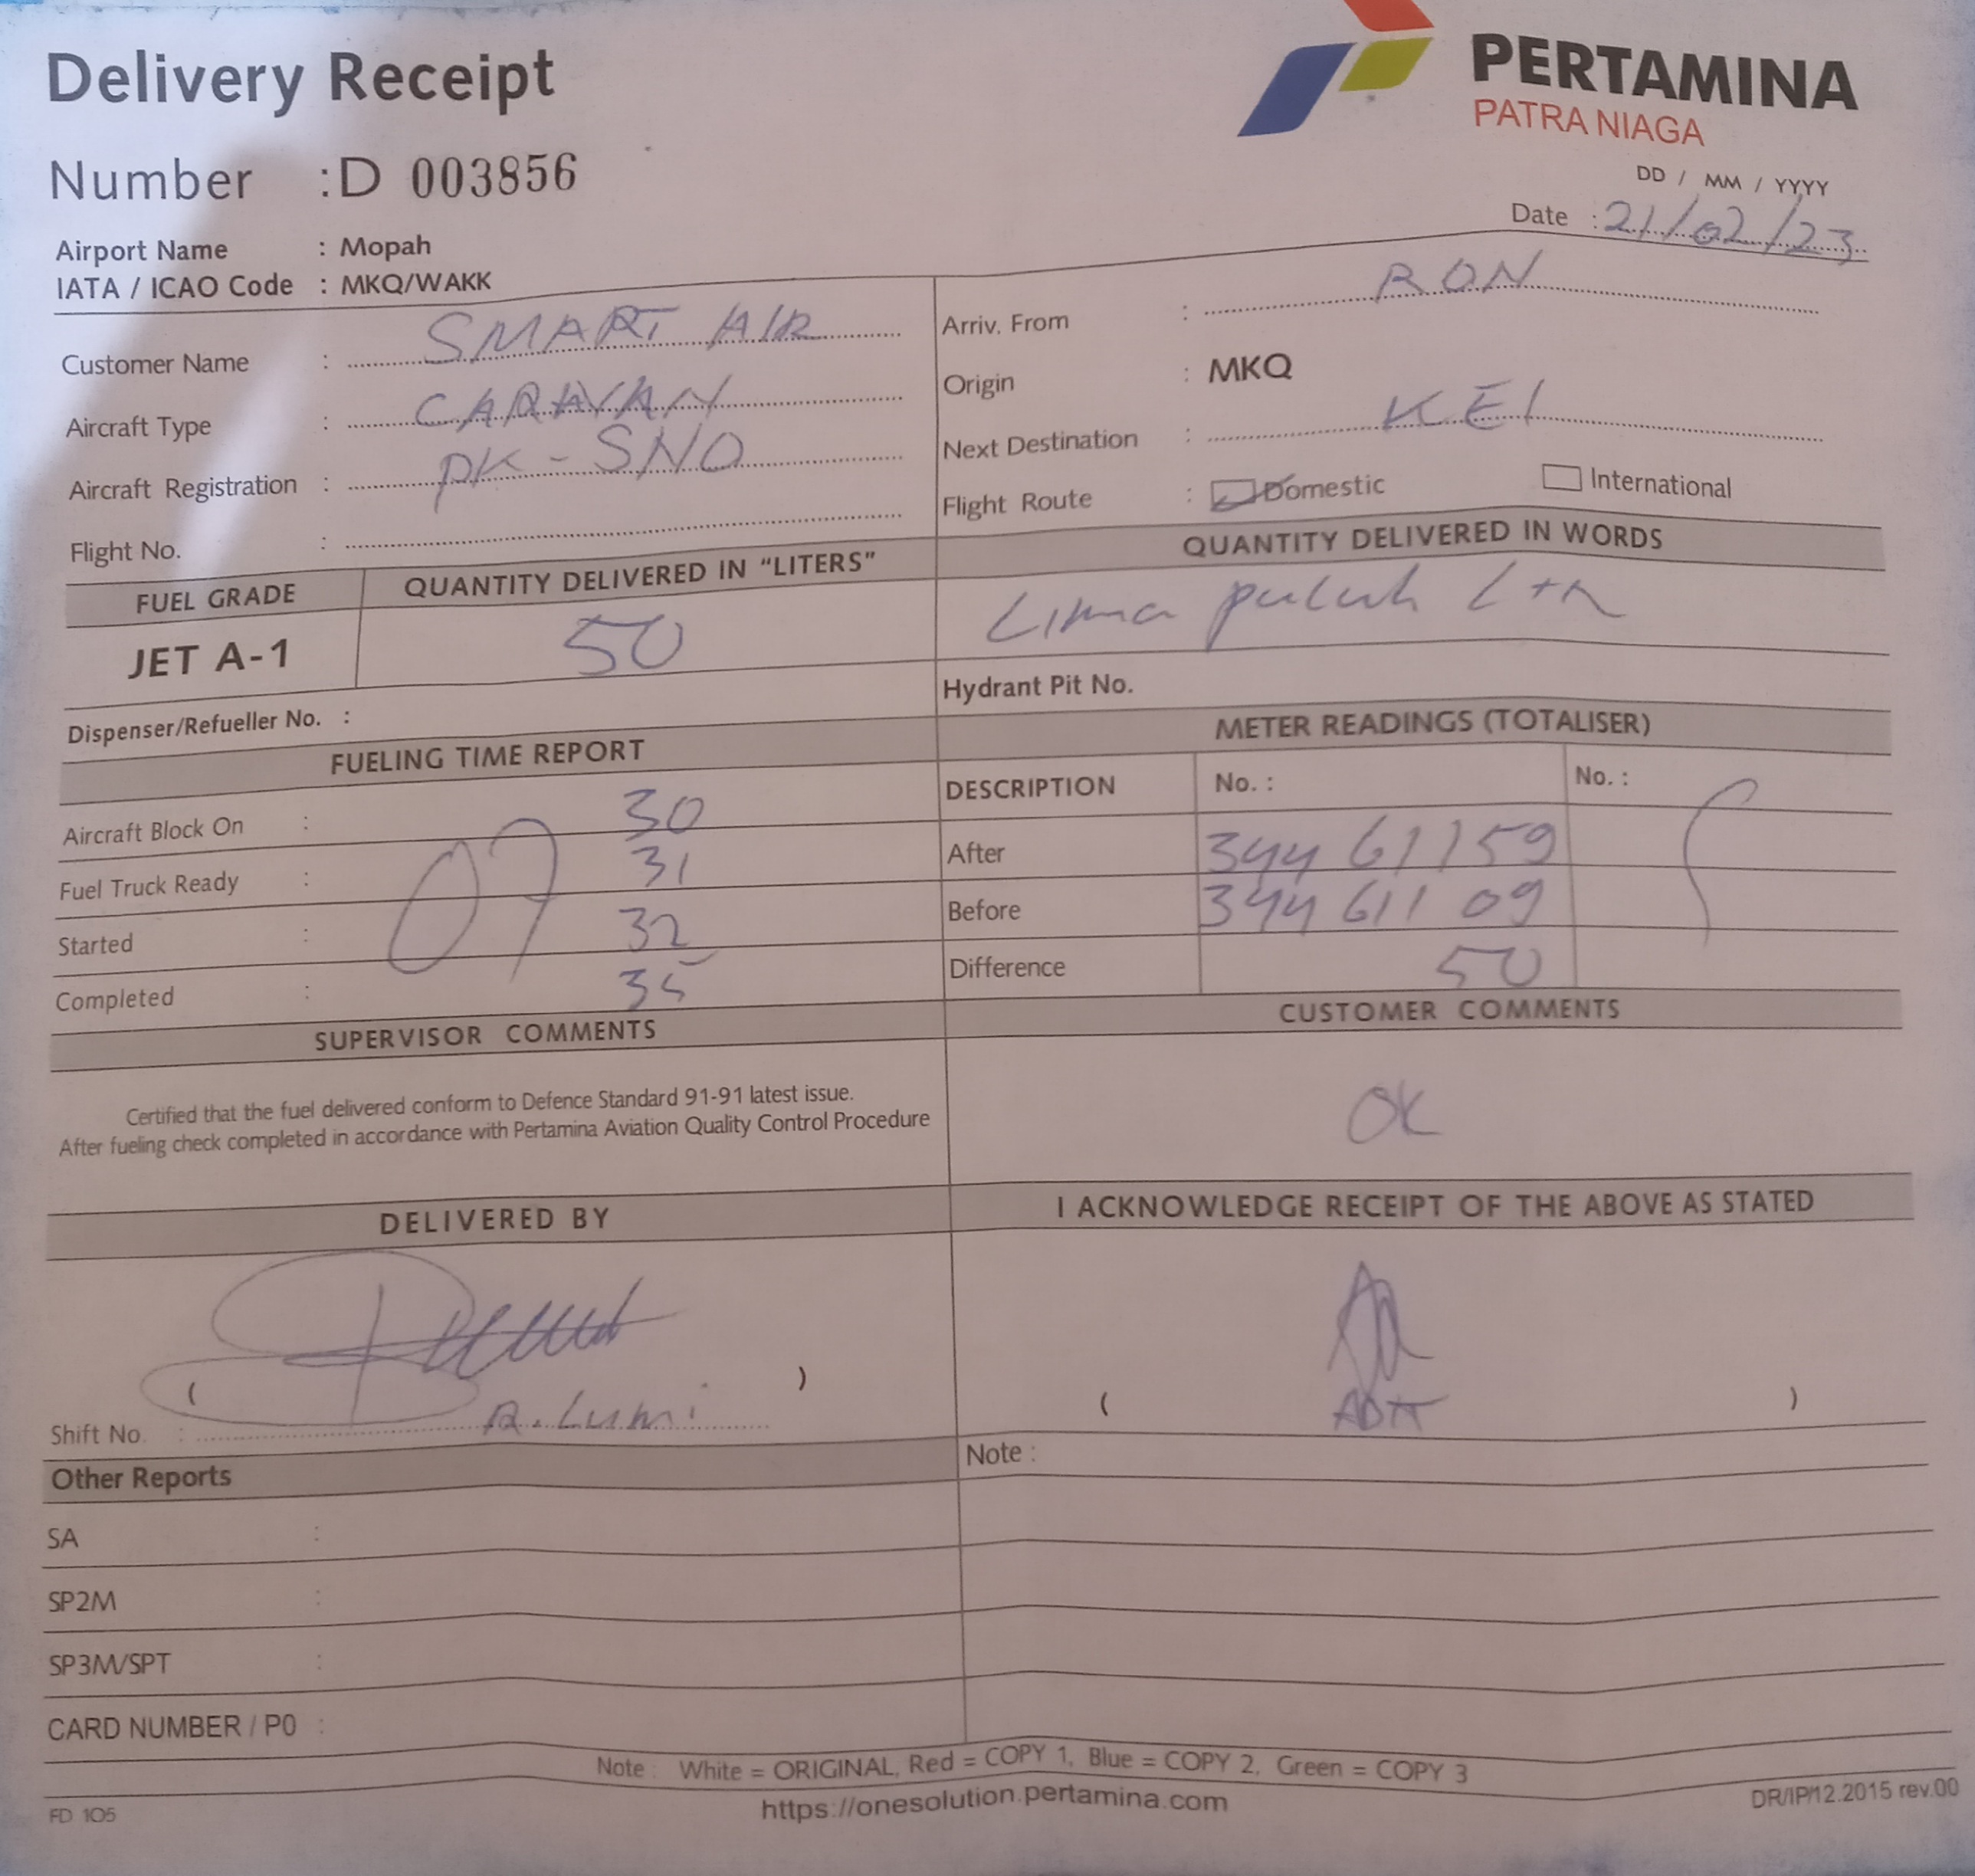 Delivery Receipt
PERTAMINA
PATRA NIAGA
Number : D 003856
DD / MM / YYYY
Date : 21/02/23
Airport Name : Mopah
IATA / ICAO Code : MKQ/WAKK
Customer Name : SMART AIR
Aircraft Type : CARAVAN
Aircraft Registration : PK-SNO
Flight No. :
Arriv. From : RON
Origin : MKQ
Next Destination : KEI
Flight Route : Domestic International
FUEL GRADE QUANTITY DELIVERED IN "LITERS" QUANTITY DELIVERED IN WORDS
JET A-1 50 Lima puluh Ltr
Dispenser/Refueller No. : Hydrant Pit No.
FUELING TIME REPORT
Aircraft Block On : 30
Fuel Truck Ready : 31
07
Started : 32
Completed : 35
METER READINGS (TOTALISER)
DESCRIPTION No. : No. :
After 344 61159
Before 344 611 09
Difference 50
SUPERVISOR COMMENTS
Certified that the fuel delivered conform to Defence Standard 91-91 latest issue.
After fueling check completed in accordance with Pertamina Aviation Quality Control Procedure
CUSTOMER COMMENTS
OK
DELIVERED BY
( )
Shift No. : R. Lumi
I ACKNOWLEDGE RECEIPT OF THE ABOVE AS STATED
( )
Other Reports
Note :
SA :
SP2M :
SP3M/SPT :
CARD NUMBER / PO :
Note : White = ORIGINAL, Red = COPY 1, Blue = COPY 2, Green = COPY 3
https://onesolution.pertamina.com
FD 105
DR/IP/12.2015 rev.00